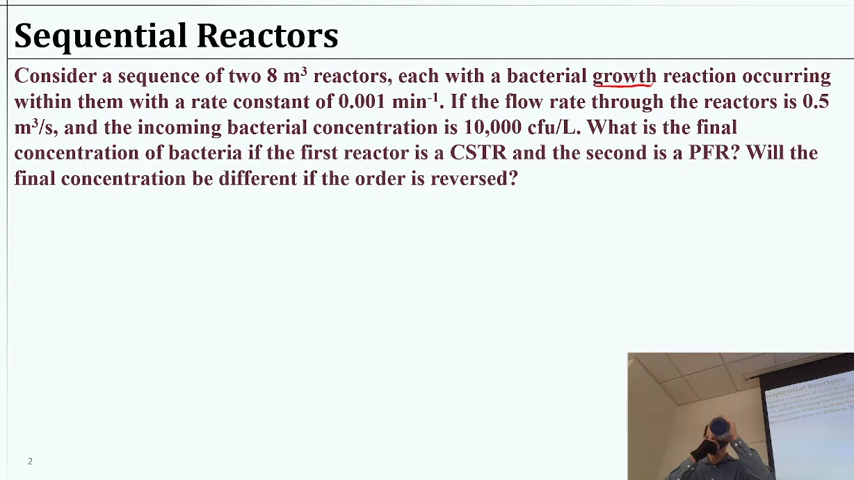 Sequential Reactors
Consider a sequence of two 8 m³ reactors, each with a bacterial growth reaction occurring
within them with a rate constant of 0.001 min⁻¹. If the flow rate through the reactors is 0.5
m³/s, and the incoming bacterial concentration is 10,000 cfu/L. What is the final
concentration of bacteria if the first reactor is a CSTR and the second is a PFR? Will the
final concentration be different if the order is reversed?
2
Sequential Reactors